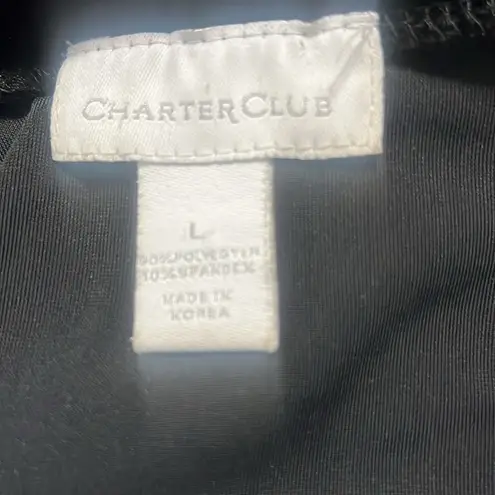 CHARTER CLUB
L
90% POLYESTER
10% SPANDEX
MADE IN
KOREA